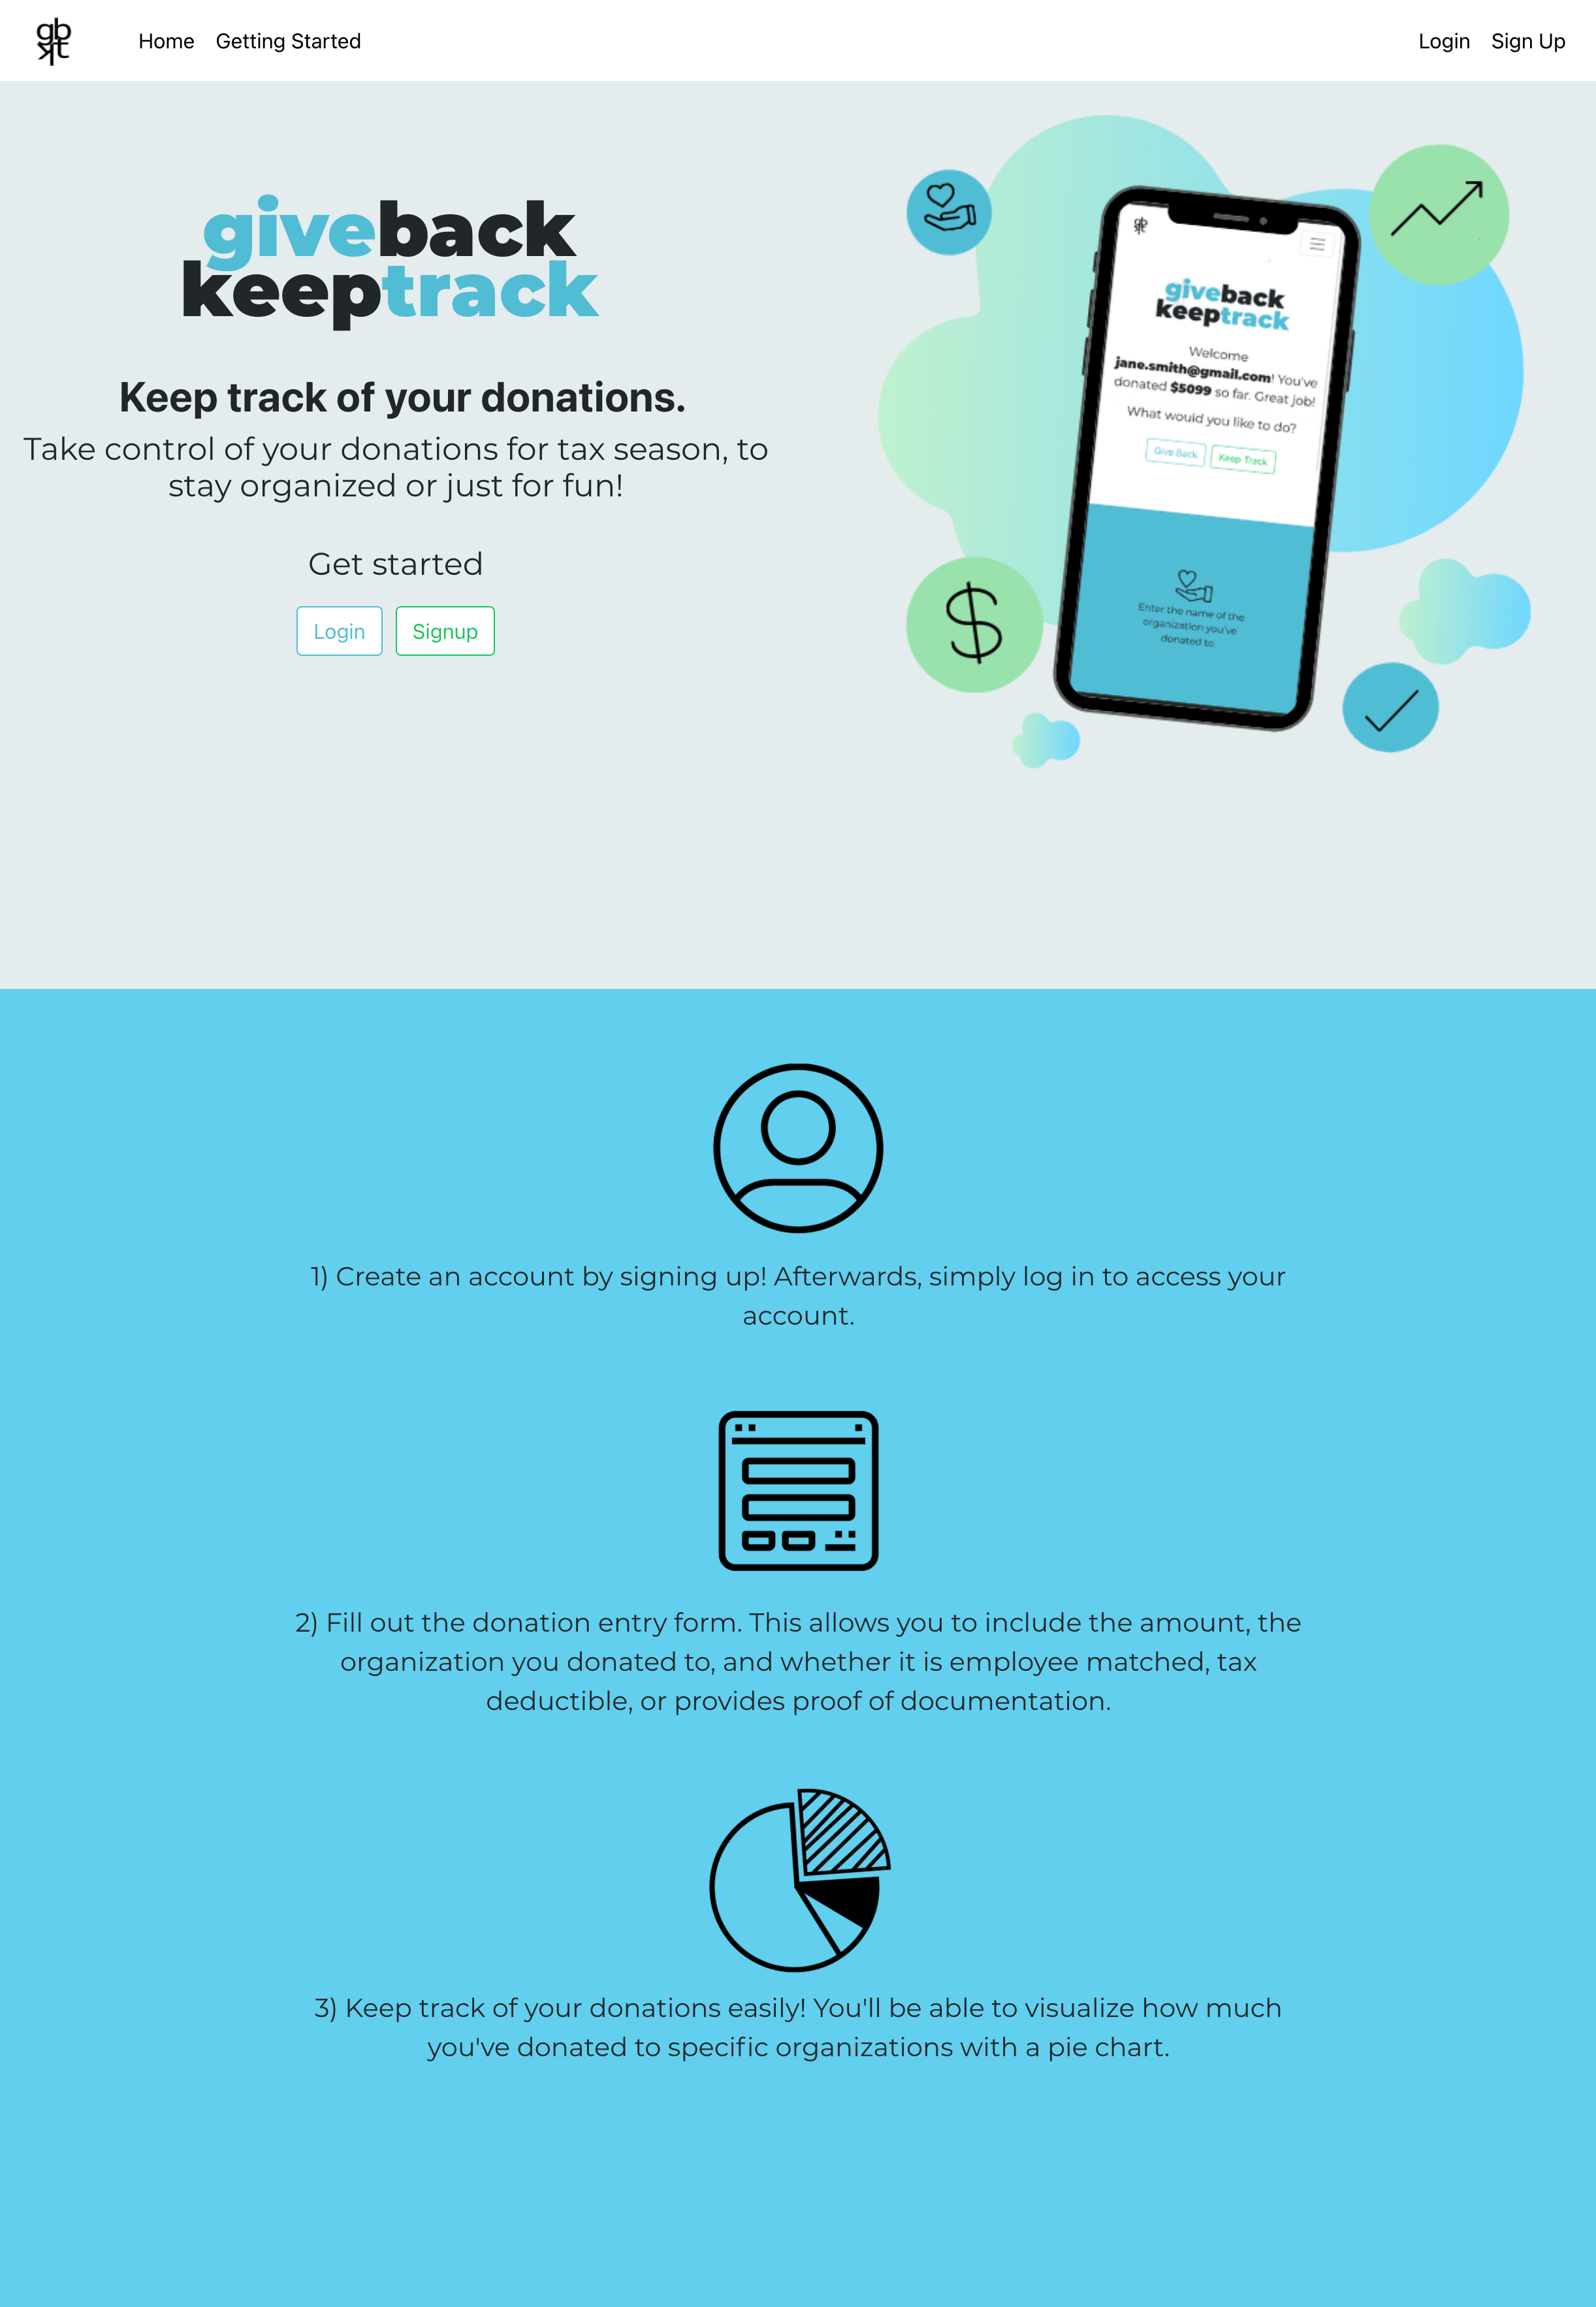 gb
kt
Home Getting Started Login Sign Up
giveback
keeptrack
Keep track of your donations.
Take control of your donations for tax season, to
stay organized or just for fun!
Get started
Login Signup
gb
kt
giveback
keeptrack
Welcome
jane.smith@gmail.com! You've
donated $5099 so far. Great job!
What would you like to do?
Give Back Keep Track
Enter the name of the
organization you've
donated to.
$
1) Create an account by signing up! Afterwards, simply log in to access your
account.
2) Fill out the donation entry form. This allows you to include the amount, the
organization you donated to, and whether it is employee matched, tax
deductible, or provides proof of documentation.
3) Keep track of your donations easily! You'll be able to visualize how much
you've donated to specific organizations with a pie chart.